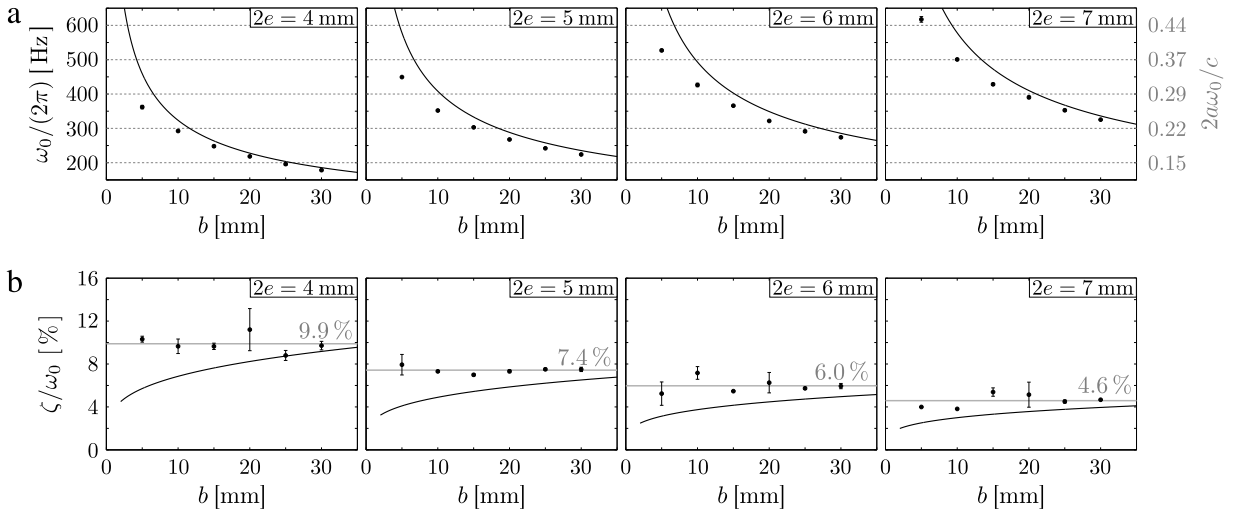 a
2e = 4 mm 2e = 5 mm 2e = 6 mm 2e = 7 mm
ω₀/(2π) [Hz]
600
500
400
300
200
0.44
0.37
0.29
0.22
0.15
2aω₀/c
0 10 20 30 0 10 20 30 0 10 20 30 0 10 20 30
b [mm] b [mm] b [mm] b [mm]
b
2e = 4 mm 2e = 5 mm 2e = 6 mm 2e = 7 mm
ζ/ω₀ [%]
16
12
8
4
0
9.9 % 7.4 % 6.0 % 4.6 %
0 10 20 30 0 10 20 30 0 10 20 30 0 10 20 30
b [mm] b [mm] b [mm] b [mm]